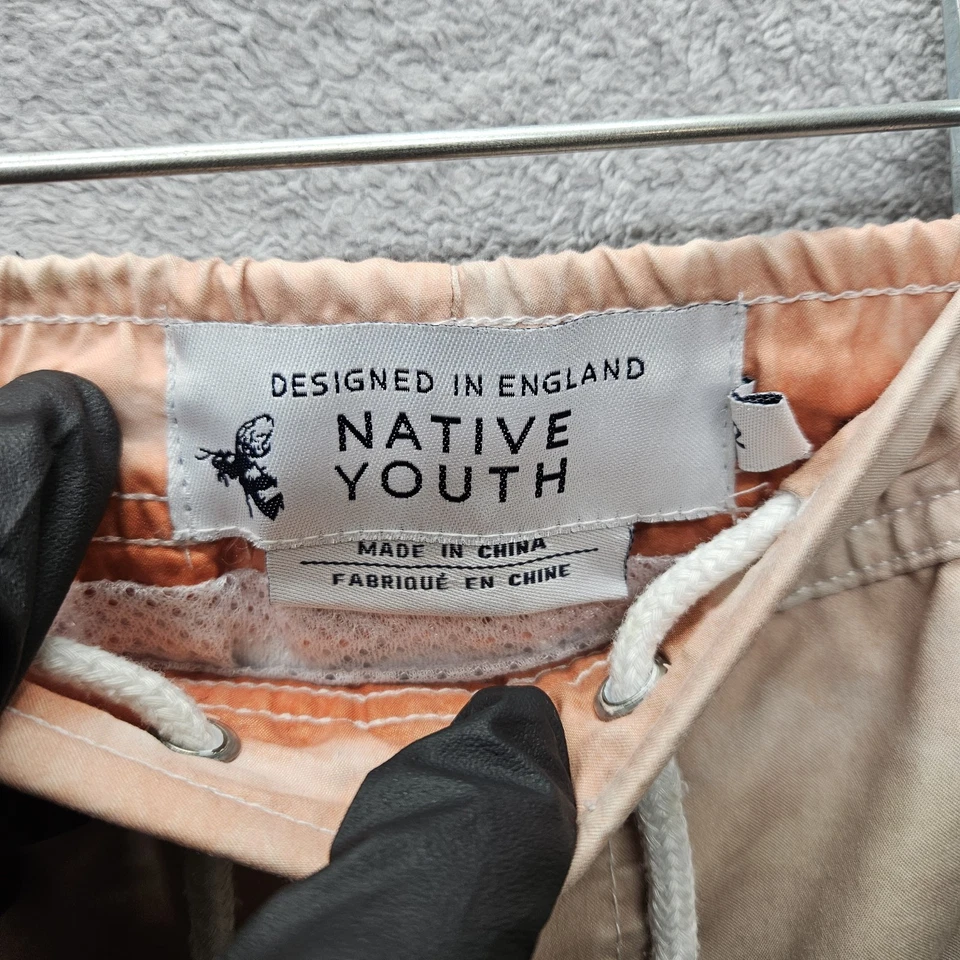 DESIGNED IN ENGLAND
NATIVE
YOUTH
MADE IN CHINA
FABRIQUÉ EN CHINE